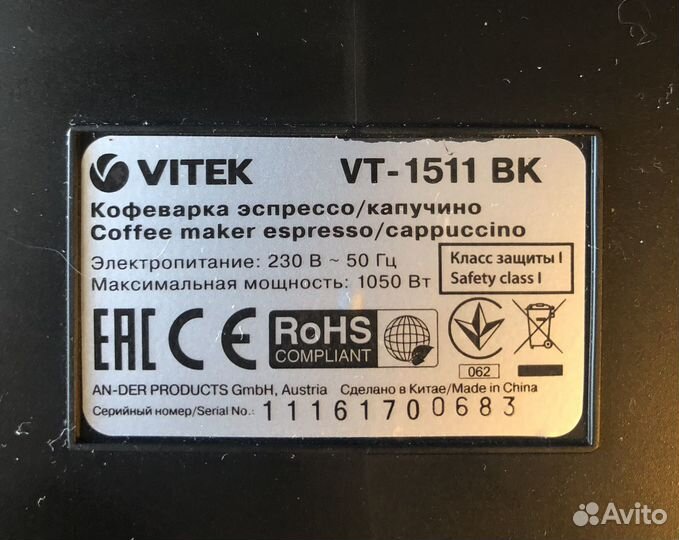 VITEK VT-1511 BK
Кофеварка эспрессо/капучино
Coffee maker espresso/cappuccino
Электропитание: 230 В ~ 50 Гц
Максимальная мощность: 1050 Вт
Класс защиты I
Safety class I
EAC CE RoHS
COMPLIANT
062
AN-DER PRODUCTS GmbH, Austria Сделано в Китае/Made in China
Серийный номер/Serial No.: 11161700683
Avito